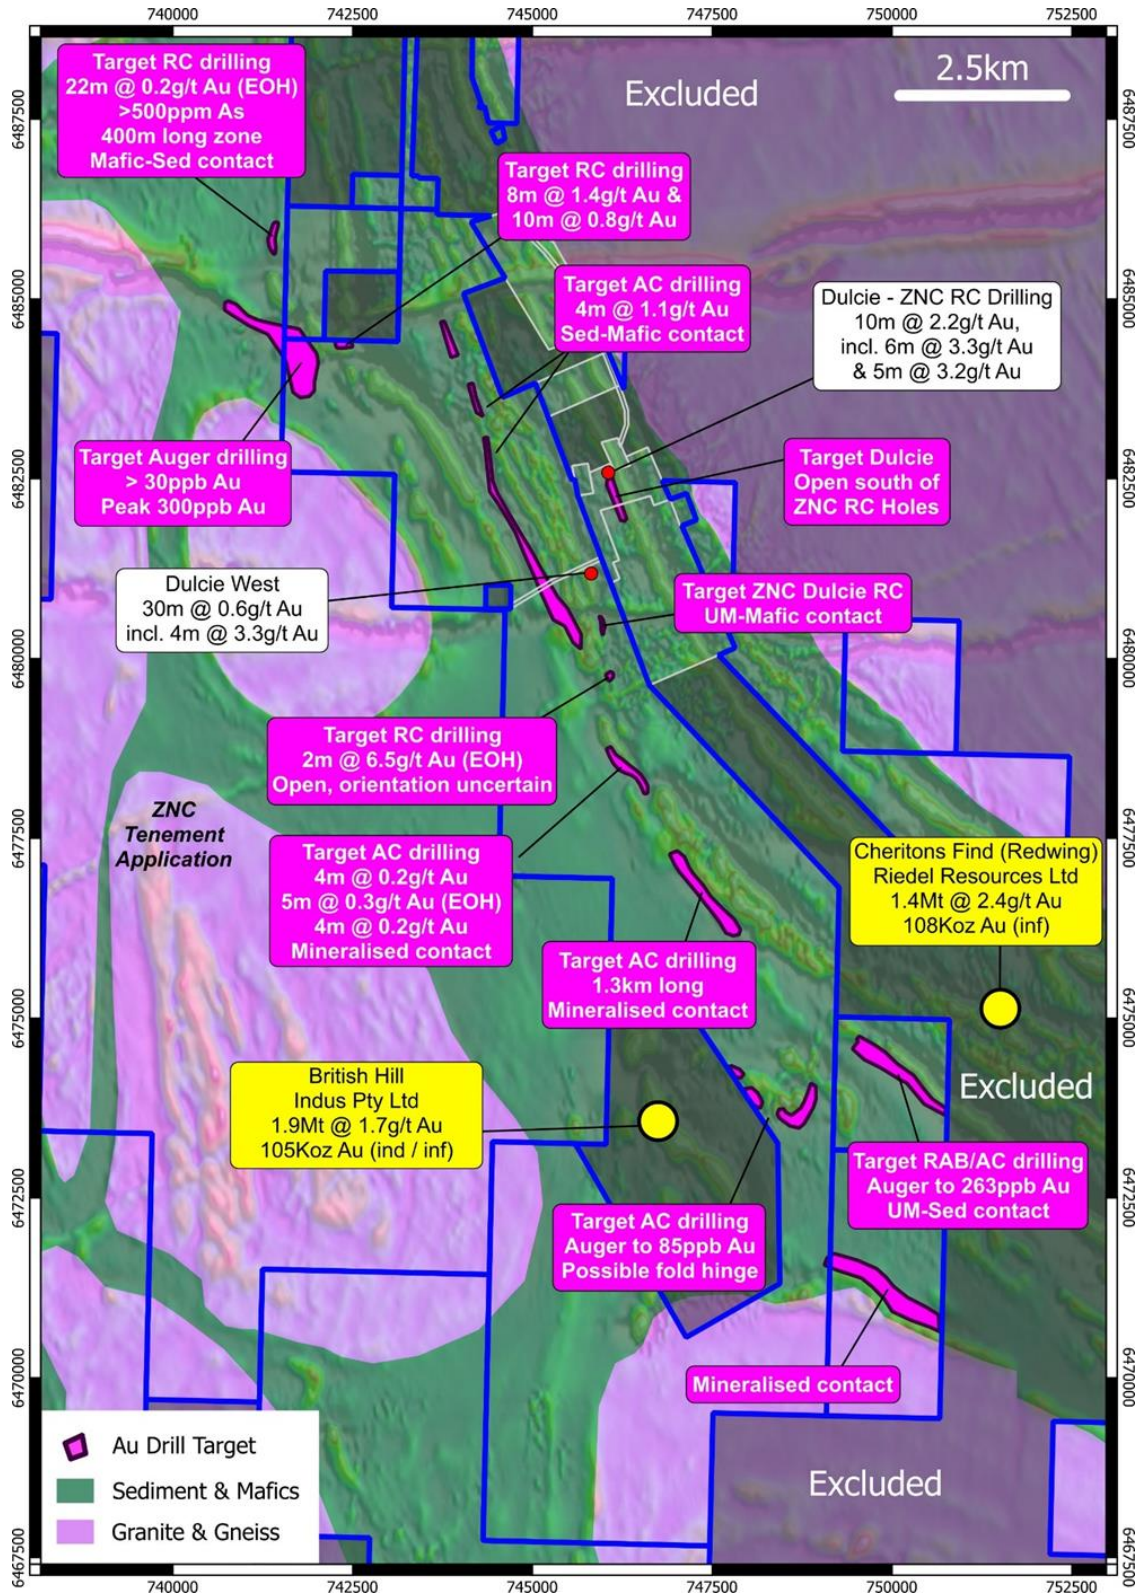 740000
742500
745000
747500
750000
752500
Target RC drilling
22m @ 0.2g/t Au (EOH)
>500ppm As
400m long zone
Mafic-Sed contact
Excluded
2.5km
6487500
6487500
Target RC drilling
8m @ 1.4g/t Au &
10m @ 0.8g/t Au
6485000
6485000
Target AC drilling
4m @ 1.1g/t Au
Sed-Mafic contact
Dulcie - ZNC RC Drilling
10m @ 2.2g/t Au,
incl. 6m @ 3.3g/t Au
& 5m @ 3.2g/t Au
Target Auger drilling
> 30ppb Au
Peak 300ppb Au
Target Dulcie
Open south of
ZNC RC Holes
6482500
6482500
Dulcie West
30m @ 0.6g/t Au
incl. 4m @ 3.3g/t Au
Target ZNC Dulcie RC
UM-Mafic contact
6480000
6480000
Target RC drilling
2m @ 6.5g/t Au (EOH)
Open, orientation uncertain
ZNC
Tenement
Application
6477500
6477500
Target AC drilling
4m @ 0.2g/t Au
5m @ 0.3g/t Au (EOH)
4m @ 0.2g/t Au
Mineralised contact
Cheritons Find (Redwing)
Riedel Resources Ltd
1.4Mt @ 2.4g/t Au
108Koz Au (inf)
Target AC drilling
1.3km long
Mineralised contact
6475000
6475000
British Hill
Indus Pty Ltd
1.9Mt @ 1.7g/t Au
105Koz Au (ind / inf)
Excluded
Target RAB/AC drilling
Auger to 263ppb Au
UM-Sed contact
6472500
6472500
Target AC drilling
Auger to 85ppb Au
Possible fold hinge
6470000
6470000
Mineralised contact
Au Drill Target
Sediment & Mafics
Granite & Gneiss
Excluded
6467500
6467500
740000
742500
745000
747500
750000
752500